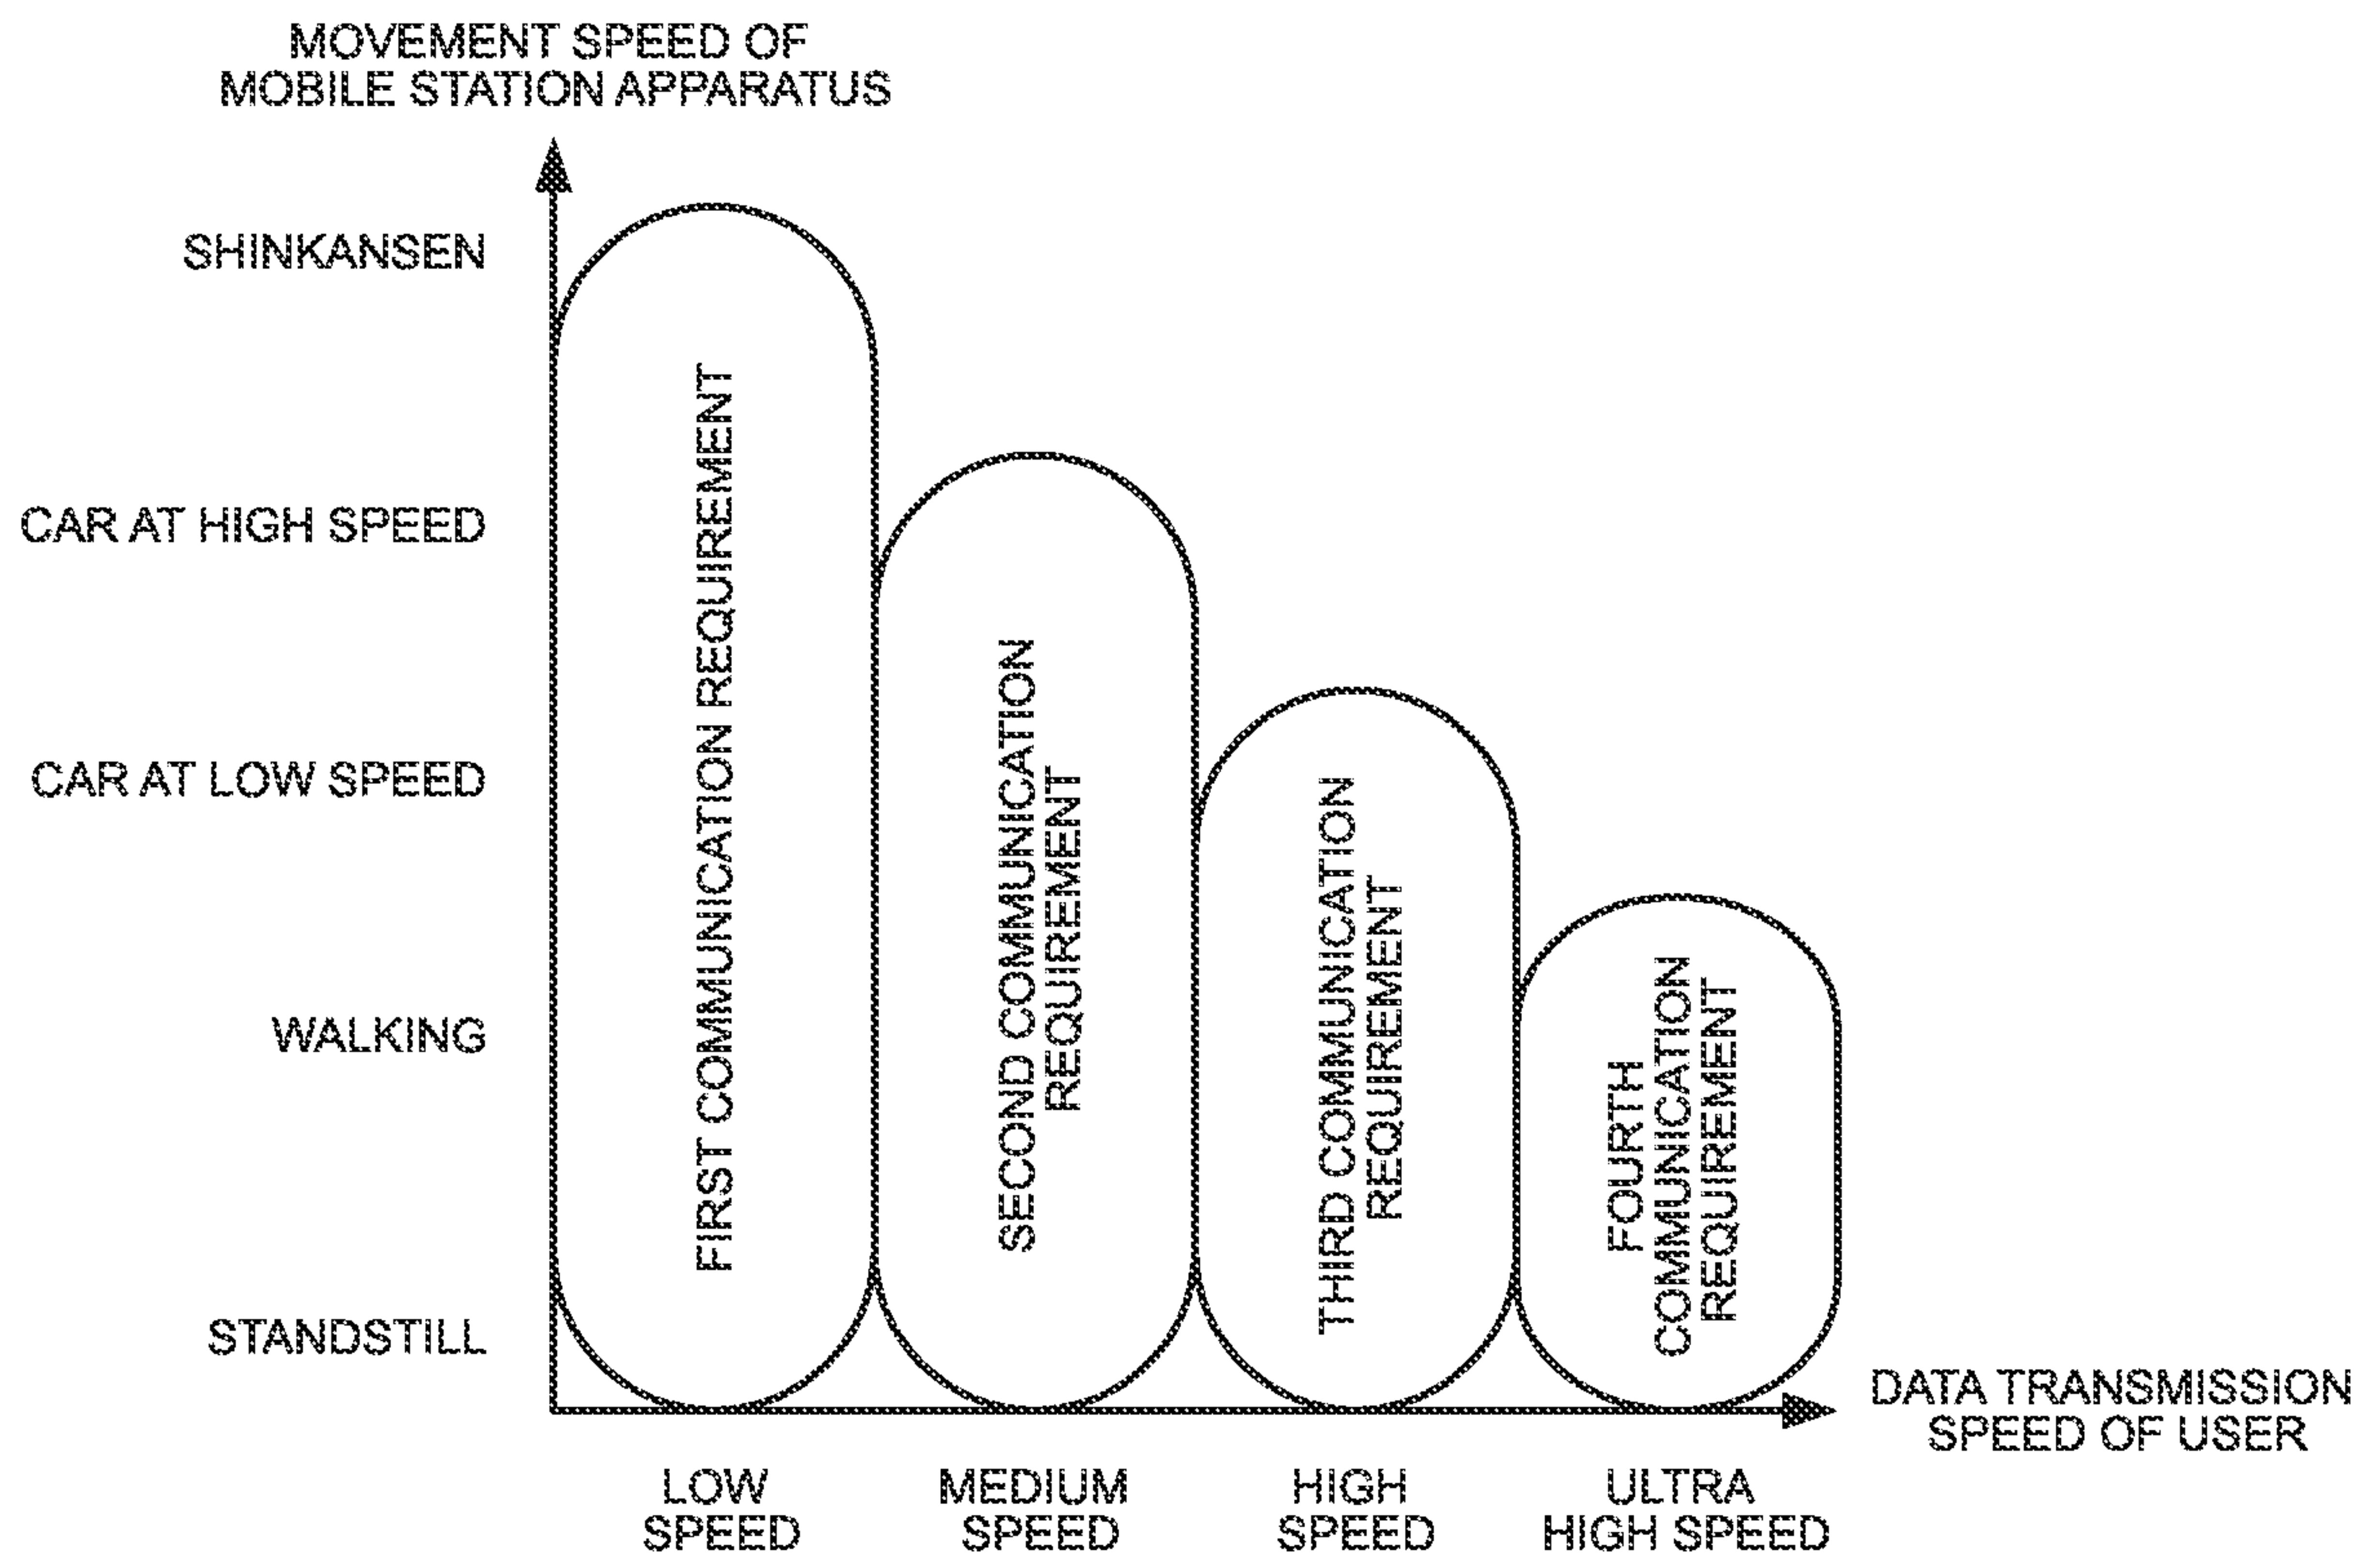 MOVEMENT SPEED OF
MOBILE STATION APPARATUS
SHINKANSEN
CAR AT HIGH SPEED
CAR AT LOW SPEED
WALKING
STANDSTILL
FIRST COMMUNICATION REQUIREMENT
SECOND COMMUNICATION
REQUIREMENT
THIRD COMMUNICATION
REQUIREMENT
FOURTH
COMMUNICATION
REQUIREMENT
DATA TRANSMISSION
SPEED OF USER
LOW
SPEED
MEDIUM
SPEED
HIGH
SPEED
ULTRA
HIGH SPEED